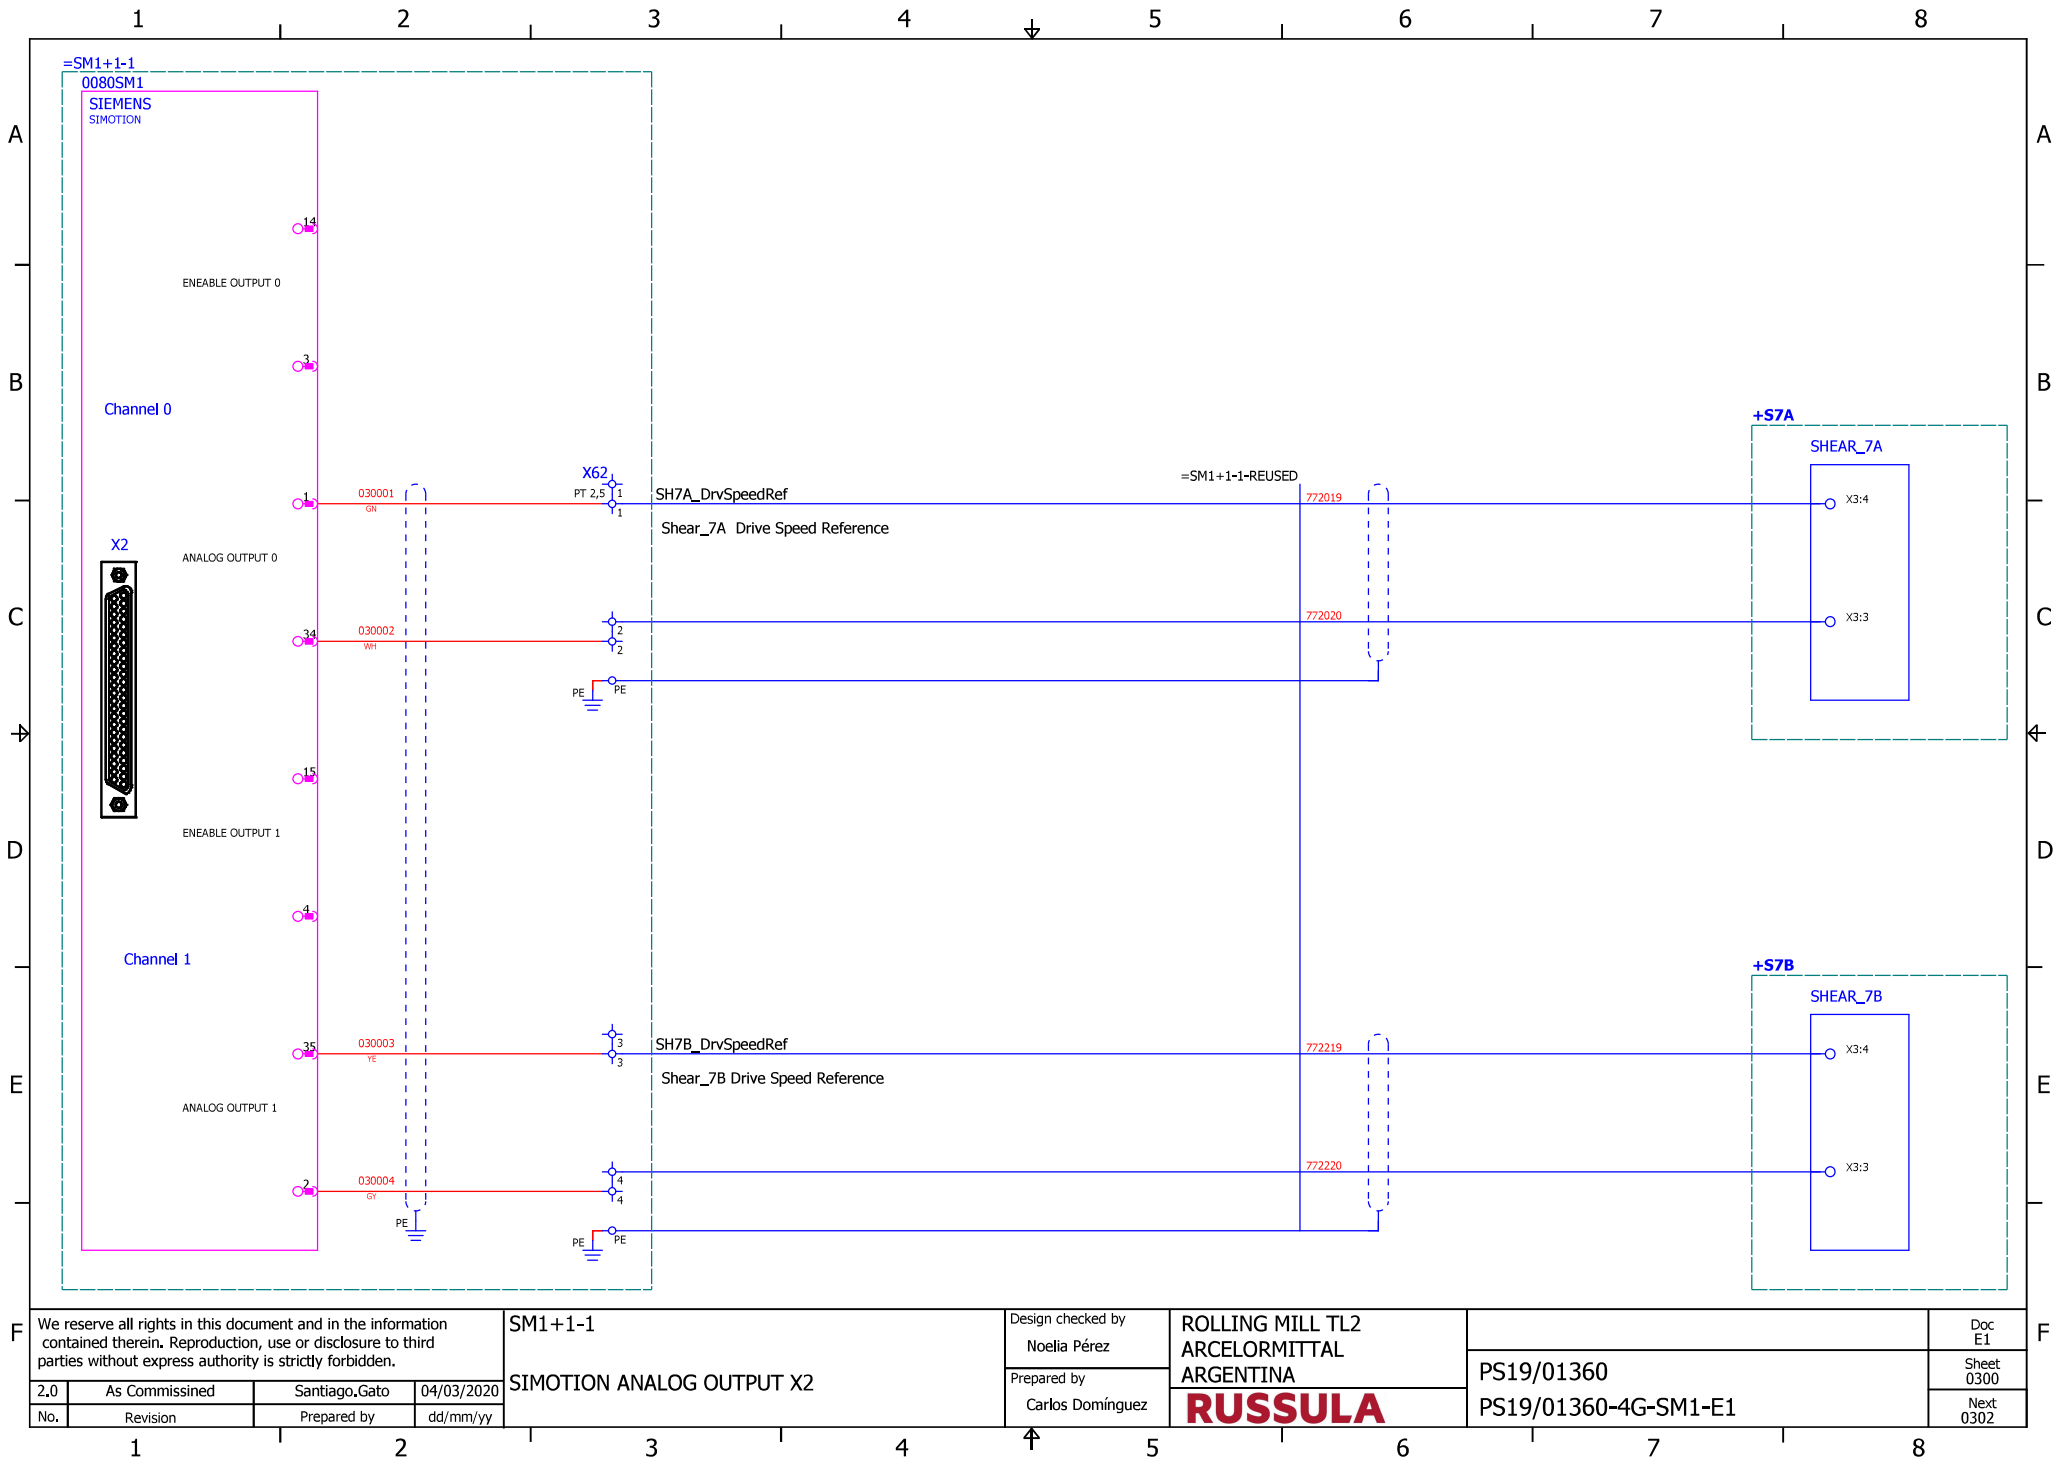 1 2 3 4 5 6 7 8
=SM1+1-1
0080SM1
SIEMENS
SIMOTION
A A
14
ENEABLE OUTPUT 0
3
B B
Channel 0
+S7A
SHEAR_7A
X62
=SM1+1-1-REUSED
1 030001 PT 2,5 1 SH7A_DrvSpeedRef 772019 X3:4
GN 1
Shear_7A  Drive Speed Reference
X2
ANALOG OUTPUT 0
C C
772020 X3:3
34 030002 2
WH 2
PE PE
15
ENEABLE OUTPUT 1
D D
4
Channel 1
+S7B
SHEAR_7B
35 030003 3 SH7B_DrvSpeedRef 772219 X3:4
YE 3
Shear_7B Drive Speed Reference
E E
ANALOG OUTPUT 1
772220 X3:3
2 030004 4
GY 4
PE
PE PE
F F
We reserve all rights in this document and in the information
contained therein. Reproduction, use or disclosure to third
parties without express authority is strictly forbidden.
2.0 As Commissined Santiago.Gato 04/03/2020
No. Revision Prepared by dd/mm/yy
SM1+1-1
SIMOTION ANALOG OUTPUT X2
Design checked by
Noelia Pérez
Prepared by
Carlos Domínguez
ROLLING MILL TL2
ARCELORMITTAL
ARGENTINA
RUSSULA
PS19/01360
PS19/01360-4G-SM1-E1
Doc
E1
Sheet
0300
Next
0302
1 2 3 4 5 6 7 8